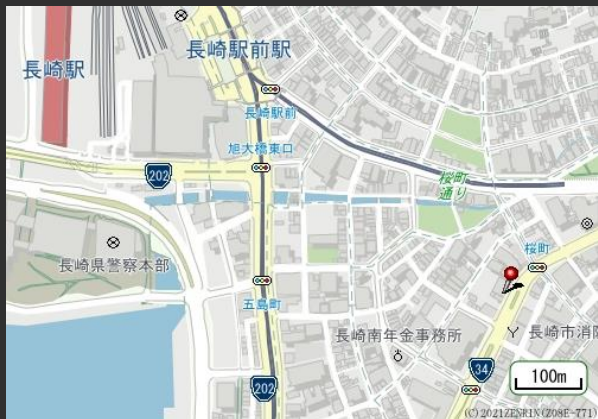 長崎駅
長崎駅前駅
長崎駅前
旭大橋東口
202
桜町
通り
長崎県警察本部
桜町
五島町
長崎南年金事務所
長崎市消防
34
202
100m
(C)2021ZENRIN(Z08E-771)